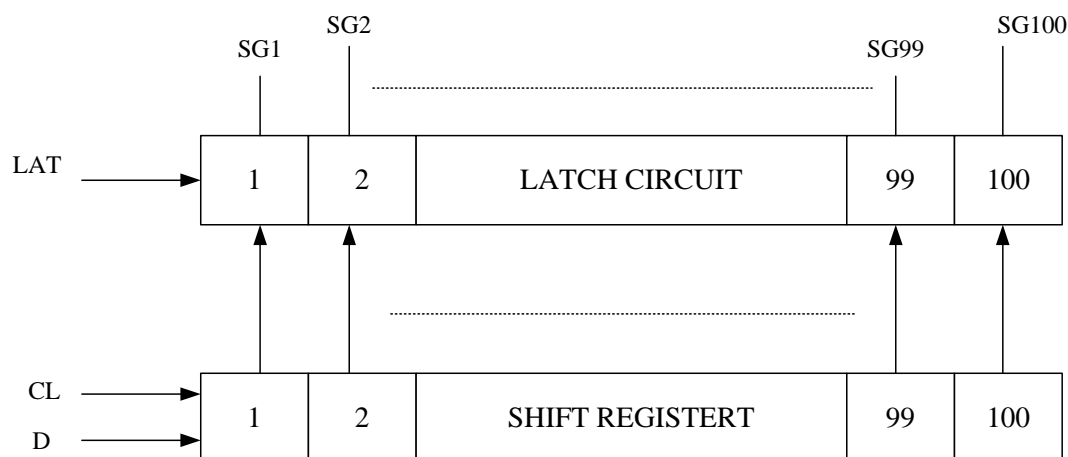 SG1 SG2 SG99 SG100
LAT 1 2 LATCH CIRCUIT 99 100
CL
D 1 2 SHIFT REGISTERT 99 100